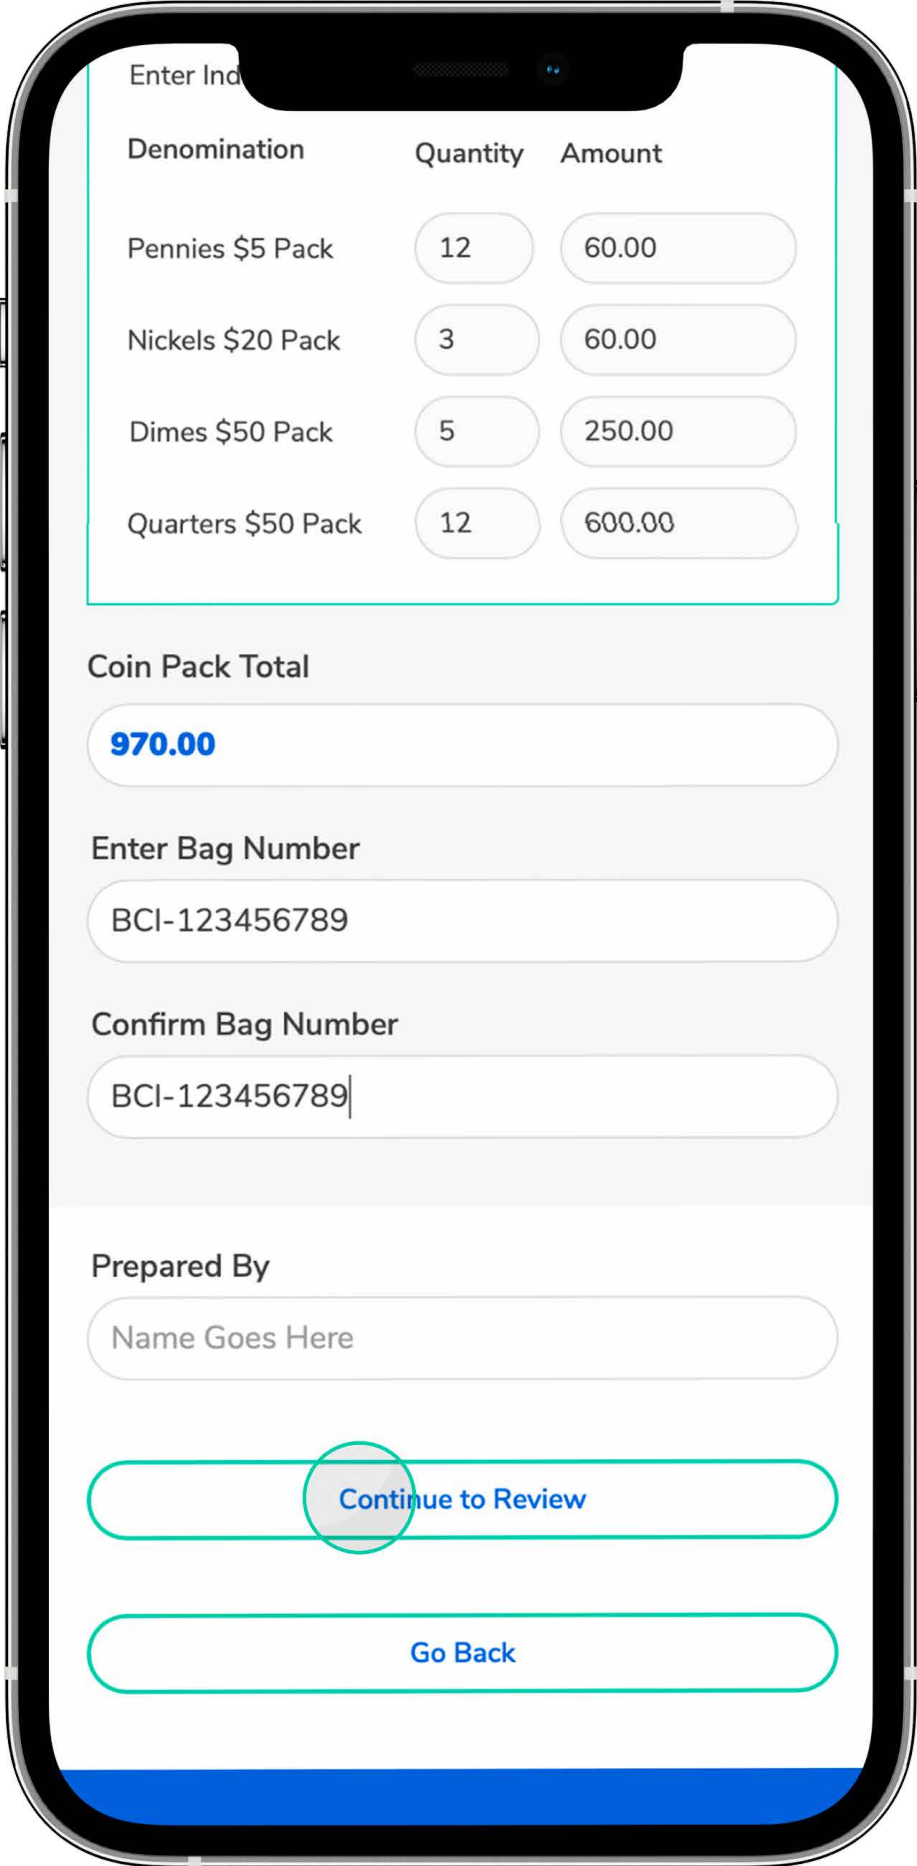 Enter Ind
Denomination Quantity Amount
Pennies $5 Pack 12 60.00
Nickels $20 Pack 3 60.00
Dimes $50 Pack 5 250.00
Quarters $50 Pack 12 600.00
Coin Pack Total
970.00
Enter Bag Number
BCI-123456789
Confirm Bag Number
BCI-123456789
Prepared By
Name Goes Here
Continue to Review
Go Back